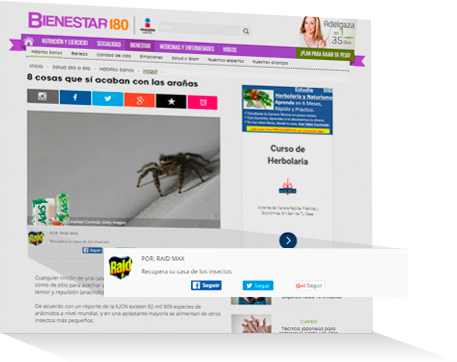 BIENESTAR180
Adelgaza
en
35 días
NUTRICIÓN Y EJERCICIO SEXUALIDAD BIENESTAR MEDICINAS Y ENFERMEDADES VIDEOS
¡PLAN PARA BAJAR DE PESO!
Hábitos Sanos Belleza Calidad de vida Emociones Salud y Bien Nuestros expertos Nuestros aliados
Inicio Salud día a día Hábitos sanos Hogar
8 cosas que sí acaban con las arañas
Estudia
Herbolaria y Naturismo
Aprende en 6 Meses,
Rápido y Práctico.
Curso de
Herbolaria
Raid
POR: RAID MAX
Recupera tu casa de los insectos
Seguir
Raid
POR: RAID MAX
Recupera tu casa de los insectos
Seguir Seguir Seguir
Cualquier rincón de una casa
como de sitio para acechar a
temor y repulsión
De acuerdo con un reporte de la IUCN existen 92 mil 909 especies de
arácnidos a nivel mundial, y en una aplastante mayoría se alimentan de otros
insectos más pequeños.
Cuerpo
Técnica japonesa para